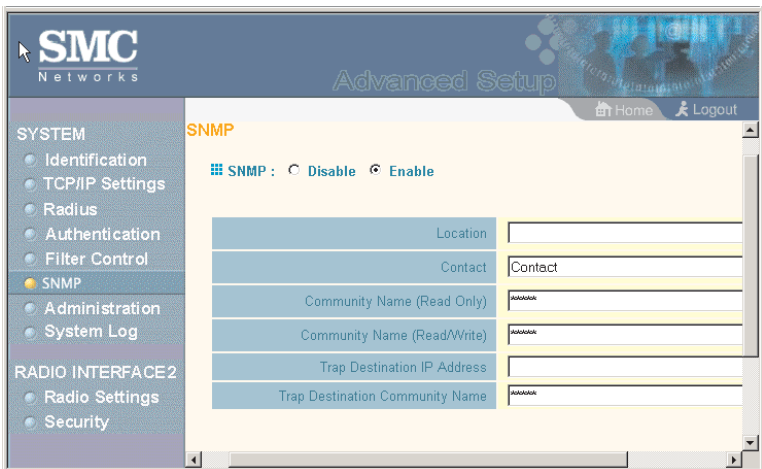 SMC
Networks
Advanced Setup
Home Logout
SYSTEM
Identification
TCP/IP Settings
Radius
Authentication
Filter Control
SNMP
Administration
System Log
RADIO INTERFACE2
Radio Settings
Security
SNMP
SNMP : Disable Enable
Location
Contact Contact
Community Name (Read Only) *****
Community Name (Read/Write) *****
Trap Destination IP Address
Trap Destination Community Name *****